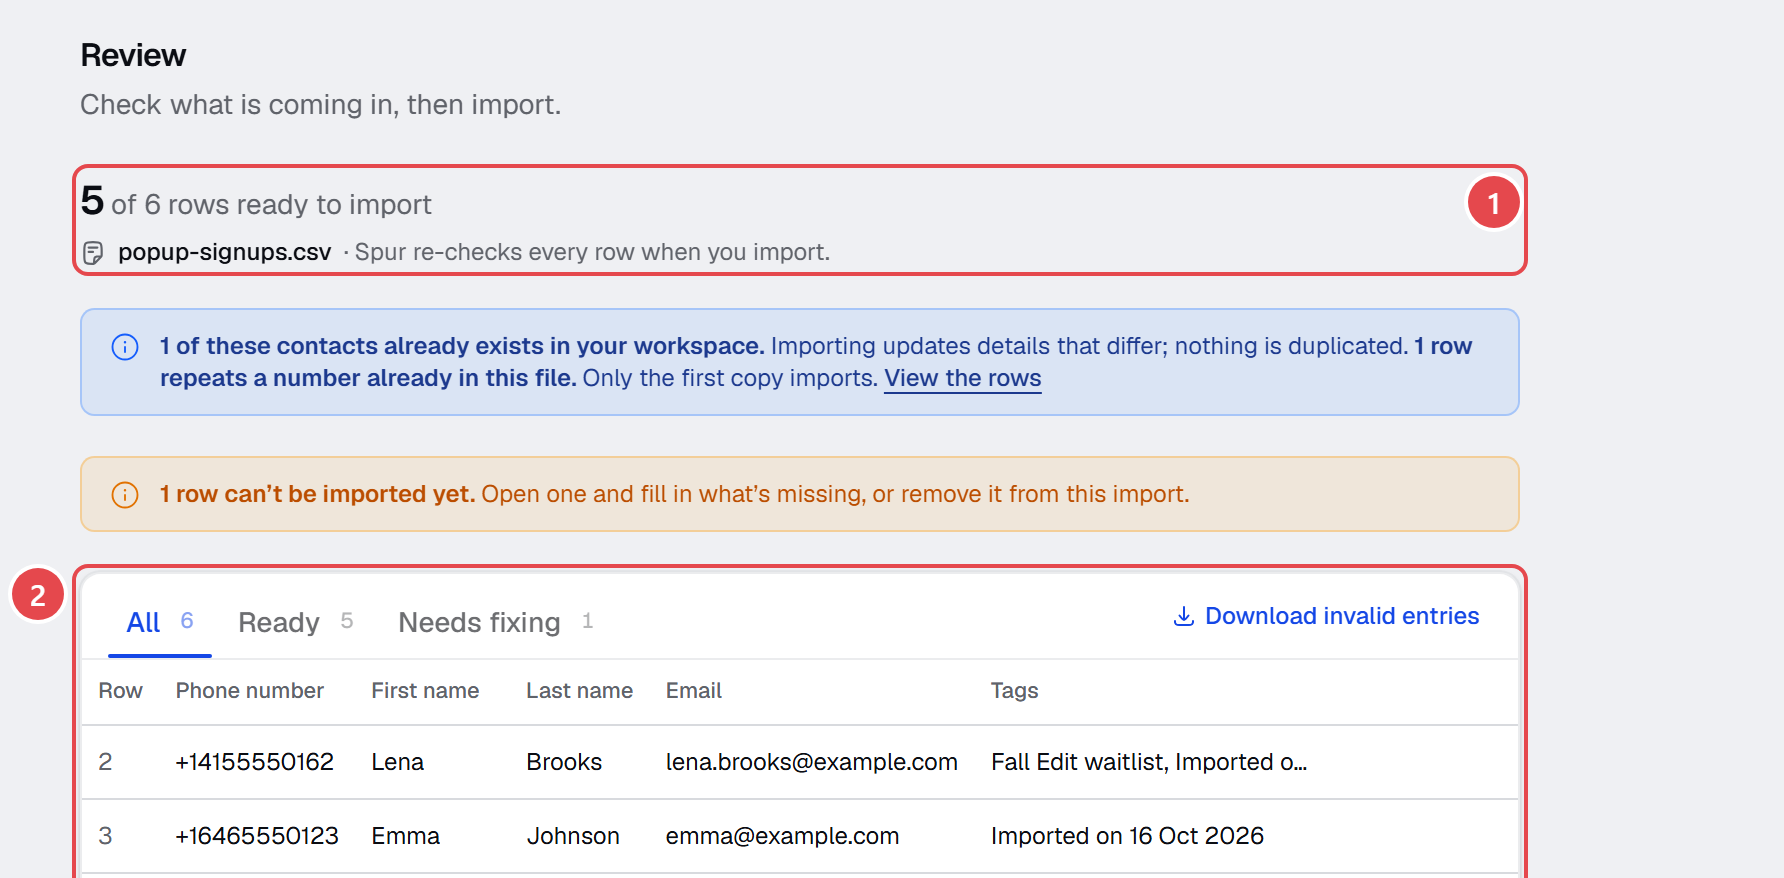 Review
Check what is coming in, then import.
5 of 6 rows ready to import
1
popup-signups.csv · Spur re-checks every row when you import.
1 of these contacts already exists in your workspace. Importing updates details that differ; nothing is duplicated. 1 row
repeats a number already in this file. Only the first copy imports. View the rows
1 row can’t be imported yet. Open one and fill in what’s missing, or remove it from this import.
2
All 6 Ready 5 Needs fixing 1 Download invalid entries
Row Phone number First name Last name Email Tags
2 +14155550162 Lena Brooks lena.brooks@example.com Fall Edit waitlist, Imported o...
3 +16465550123 Emma Johnson emma@example.com Imported on 16 Oct 2026